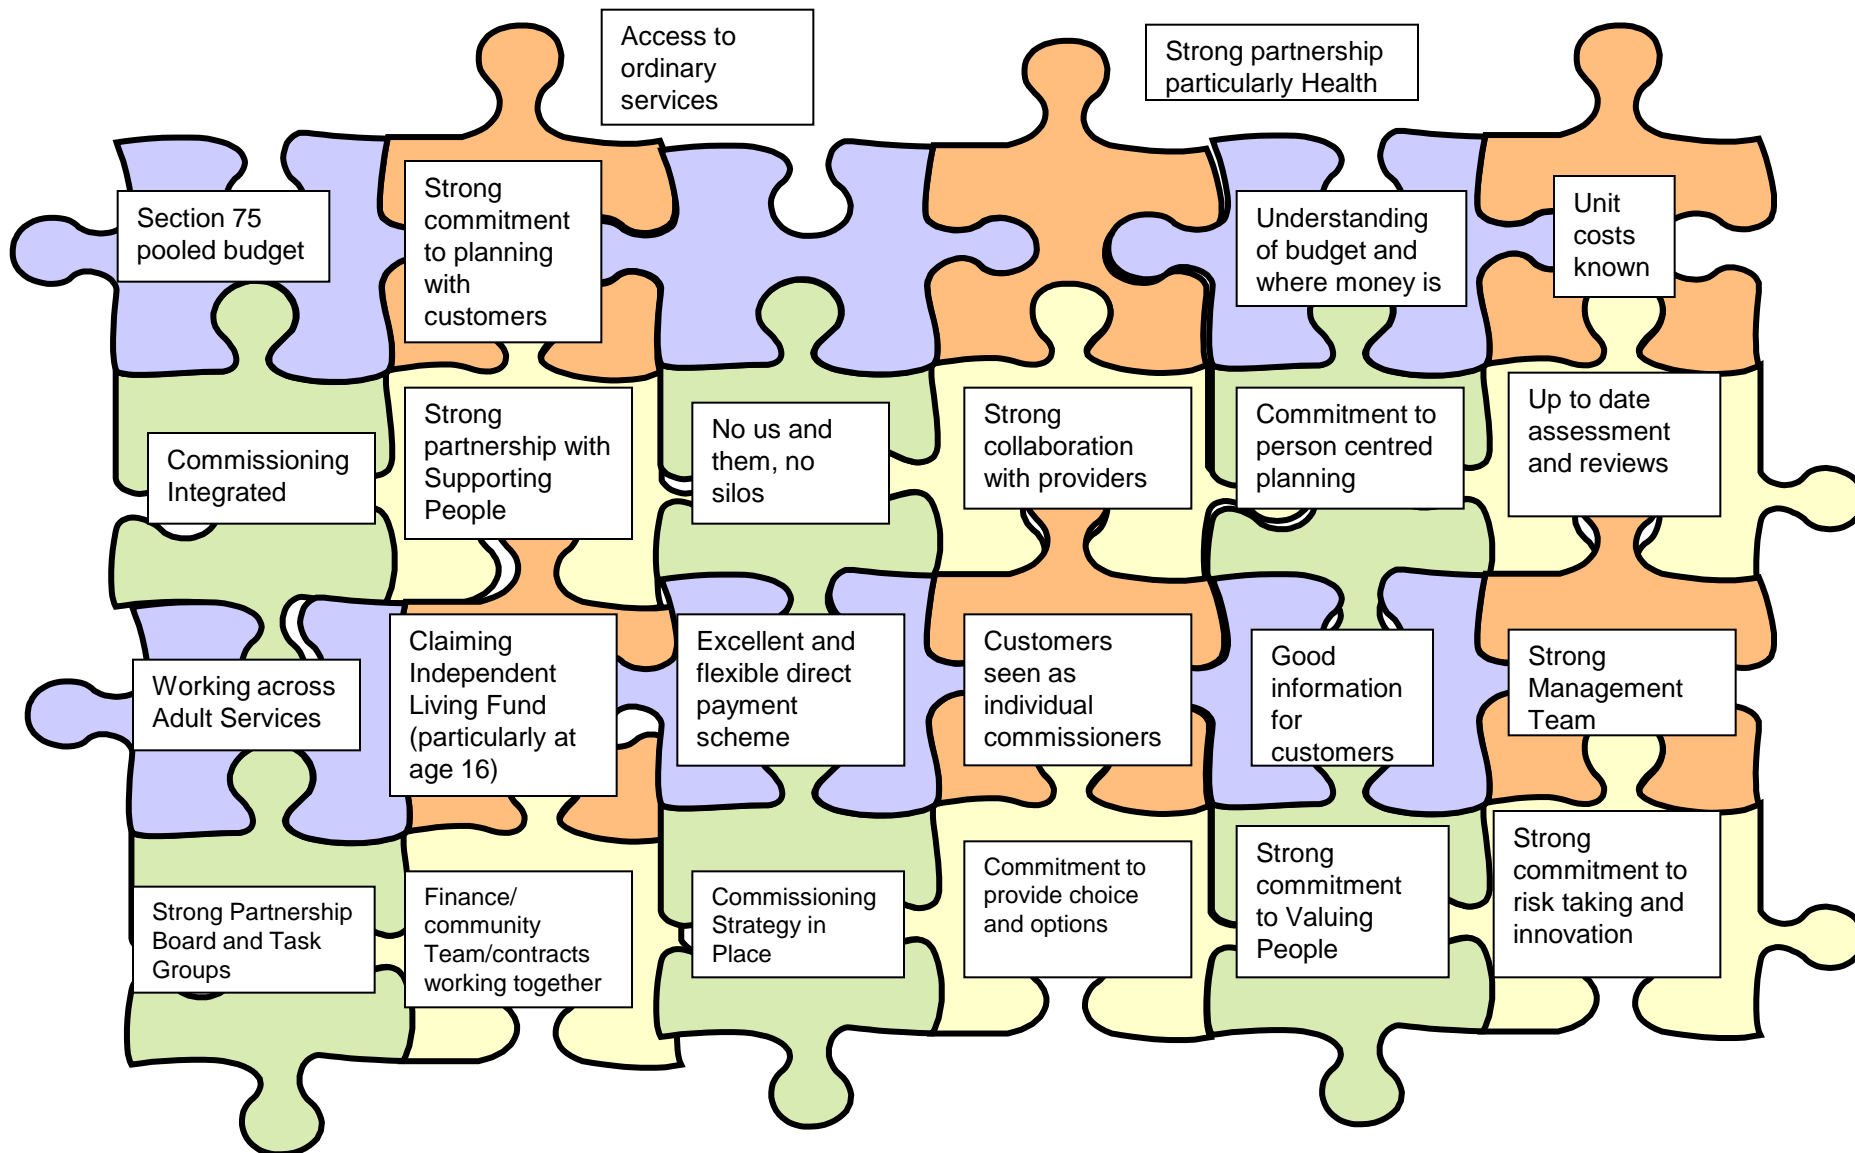 Access to
ordinary
services
Strong partnership
particularly Health
Section 75
pooled budget
Strong
commitment
to planning
with
customers
Understanding
of budget and
where money is
Unit
costs
known
Commissioning
Integrated
Strong
partnership with
Supporting
People
No us and
them, no
silos
Strong
collaboration
with providers
Commitment to
person centred
planning
Up to date
assessment
and reviews
Working across
Adult Services
Claiming
Independent
Living Fund
(particularly at
age 16)
Excellent and
flexible direct
payment
scheme
Customers
seen as
individual
commissioners
Good
information
for
customers
Strong
Management
Team
Strong Partnership
Board and Task
Groups
Finance/
community
Team/contracts
working together
Commissioning
Strategy in
Place
Commitment to
provide choice
and options
Strong
commitment
to Valuing
People
Strong
commitment to
risk taking and
innovation